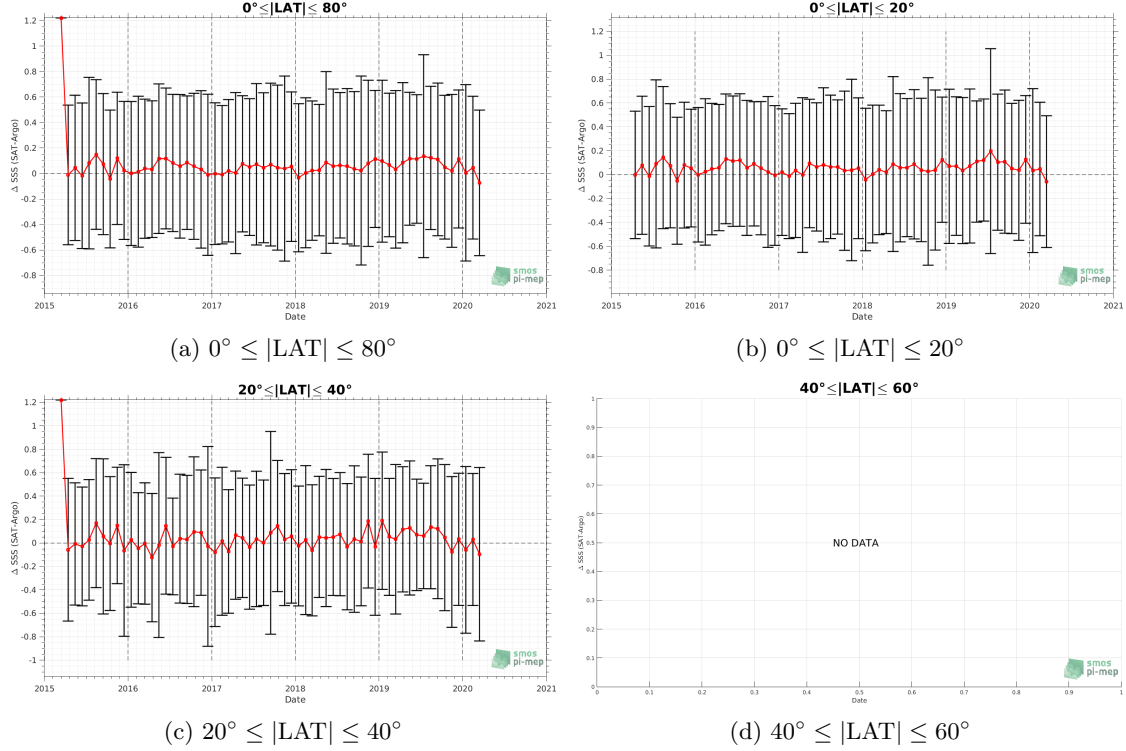 0°≤|LAT|≤ 80°
1.2
1
0.8
0.6
0.4
0.2
0
-0.2
-0.4
-0.6
-0.8
Δ SSS (SAT-Argo)
2015 2016 2017 2018 2019 2020 2021
Date
smos
pi-mep
(a) 0° ≤ |LAT| ≤ 80°
0°≤|LAT|≤ 20°
1.2
1
0.8
0.6
0.4
0.2
0
-0.2
-0.4
-0.6
-0.8
Δ SSS (SAT-Argo)
2015 2016 2017 2018 2019 2020 2021
Date
smos
pi-mep
(b) 0° ≤ |LAT| ≤ 20°
20°≤|LAT|≤ 40°
1.2
1
0.8
0.6
0.4
0.2
0
-0.2
-0.4
-0.6
-0.8
-1
Δ SSS (SAT-Argo)
2015 2016 2017 2018 2019 2020 2021
Date
smos
pi-mep
(c) 20° ≤ |LAT| ≤ 40°
40°≤|LAT|≤ 60°
1
0.9
0.8
0.7
0.6
0.5
0.4
0.3
0.2
0.1
0
Δ SSS (SAT-Argo)
NO DATA
0 0.1 0.2 0.3 0.4 0.5 0.6 0.7 0.8 0.9 1
Date
smos
pi-mep
(d) 40° ≤ |LAT| ≤ 60°